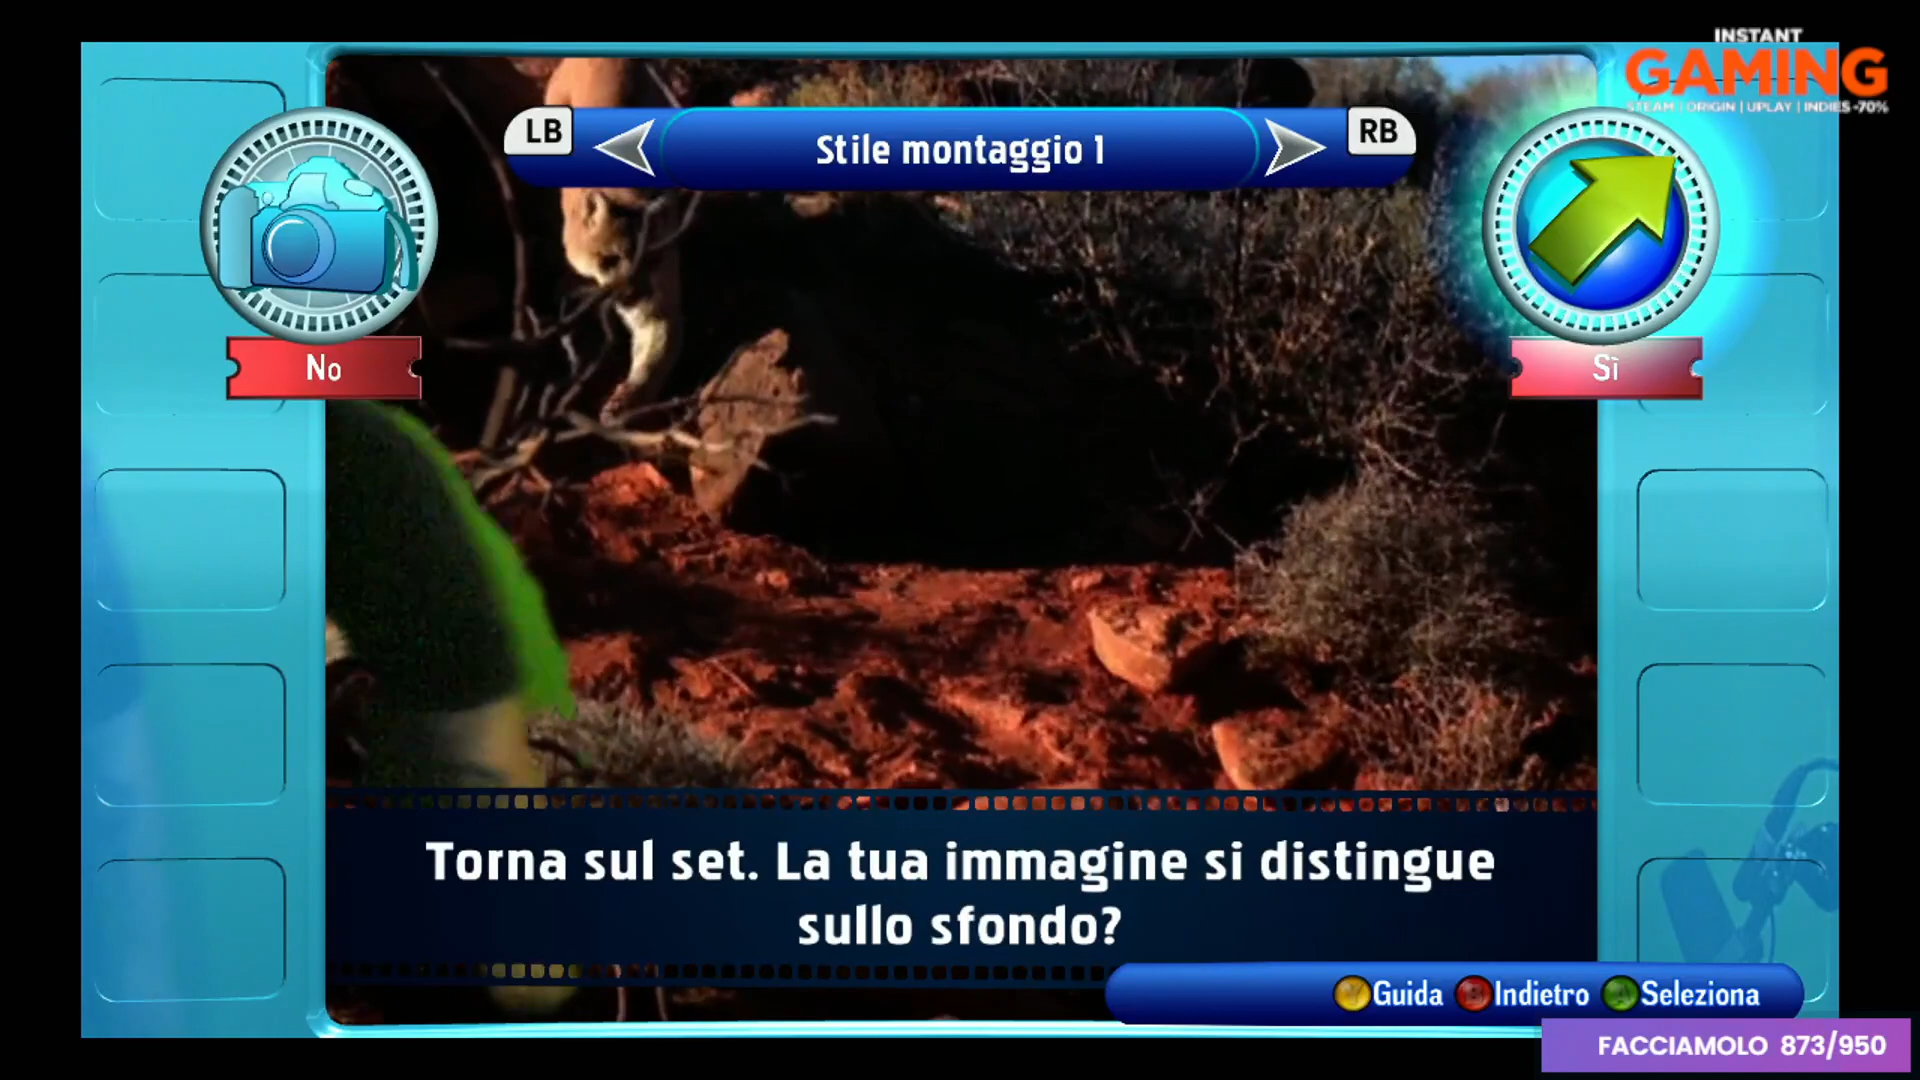 INSTANT
GAMING
STEAM | ORIGIN | UPLAY | INDIES -70%
LB
Stile montaggio 1
RB
No
Sì
Torna sul set. La tua immagine si distingue
sullo sfondo?
Y Guida B Indietro A Seleziona
FACCIAMOLO 873/950